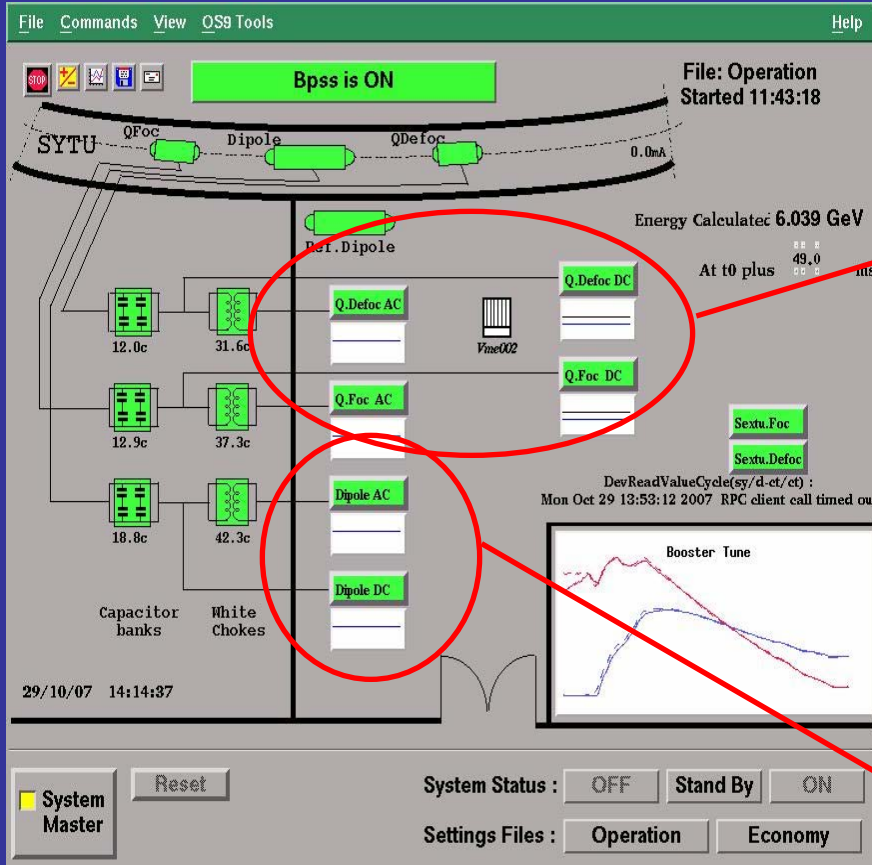 File Commands View OS9 Tools Help
STOP
Bpss is ON
File: Operation
Started 11:43:18
SYTU
QFoc
Dipole
QDefoc
0.0mA
Ref.Dipole
Energy Calculated 6.039 GeV
At t0 plus 49.0 ms
Q.Defoc AC
Q.Defoc DC
Vme002
12.0c
31.6c
Q.Foc AC
Q.Foc DC
12.9c
37.3c
Sextu.Foc
Sextu.Defoc
DevReadValueCycle(sy/d-ct/ct) :
Mon Oct 29 13:53:12 2007 RPC client call timed ou
Dipole AC
18.8c
42.3c
Booster Tune
Dipole DC
Capacitor
banks
White
Chokes
29/10/07 14:14:37
System
Master
Reset
System Status : OFF Stand By ON
Settings Files : Operation Economy